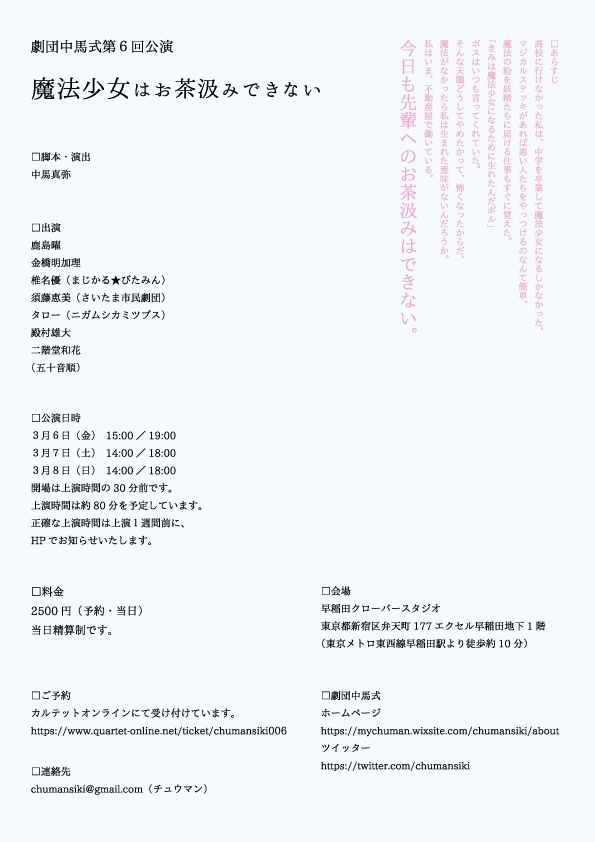 劇団中馬式第６回公演
魔法少女はお茶汲みできない
□あらすじ
高校に行けなかった私は、中学を卒業して魔法少女になるしかなかった。
マジカルステッキがあれば悪い人たちをやっつけるのなんて簡単。
魔法の粉を妖精たちに届ける仕事もすぐに覚えた。
『きみは魔法少女になるために生れたんだボル』
ボスはいつも言ってくれていた。
そんな天職どうしてやめたかって、怖くなったからだ。
魔法がなかったら私は生まれた意味がないんだろうか。
私はいま、不動産屋で働いている。
今日も先輩へのお茶汲みはできない。
□脚本・演出
中馬真弥
□出演
鹿島曜
金橋明加理
椎名優（まじかる★ぴたみん）
須藤恵美（さいたま市民劇団）
タロー（ニガムシカミツブス）
殿村雄大
二階堂和花
（五十音順）
□公演日時
３月６日（金） 15:00 ／ 19:00
３月７日（土） 14:00 ／ 18:00
３月８日（日） 14:00 ／ 18:00
開場は上演時間の 30 分前です。
上演時間は約 80 分を予定しています。
正確な上演時間は上演１週間前に、
HP でお知らせいたします。
□料金
2500 円（予約・当日）
当日精算制です。
□会場
早稲田クローバースタジオ
東京都新宿区弁天町 177 エクセル早稲田地下 1 階
（東京メトロ東西線早稲田駅より徒歩約 10 分）
□ご予約
カルテットオンラインにて受け付けています。
https://www.quartet-online.net/ticket/chumansiki006
□連絡先
chumansiki@gmail.com（チュウマン）
□劇団中馬式
ホームページ
https://mychuman.wixsite.com/chumansiki/about
ツイッター
https://twitter.com/chumansiki